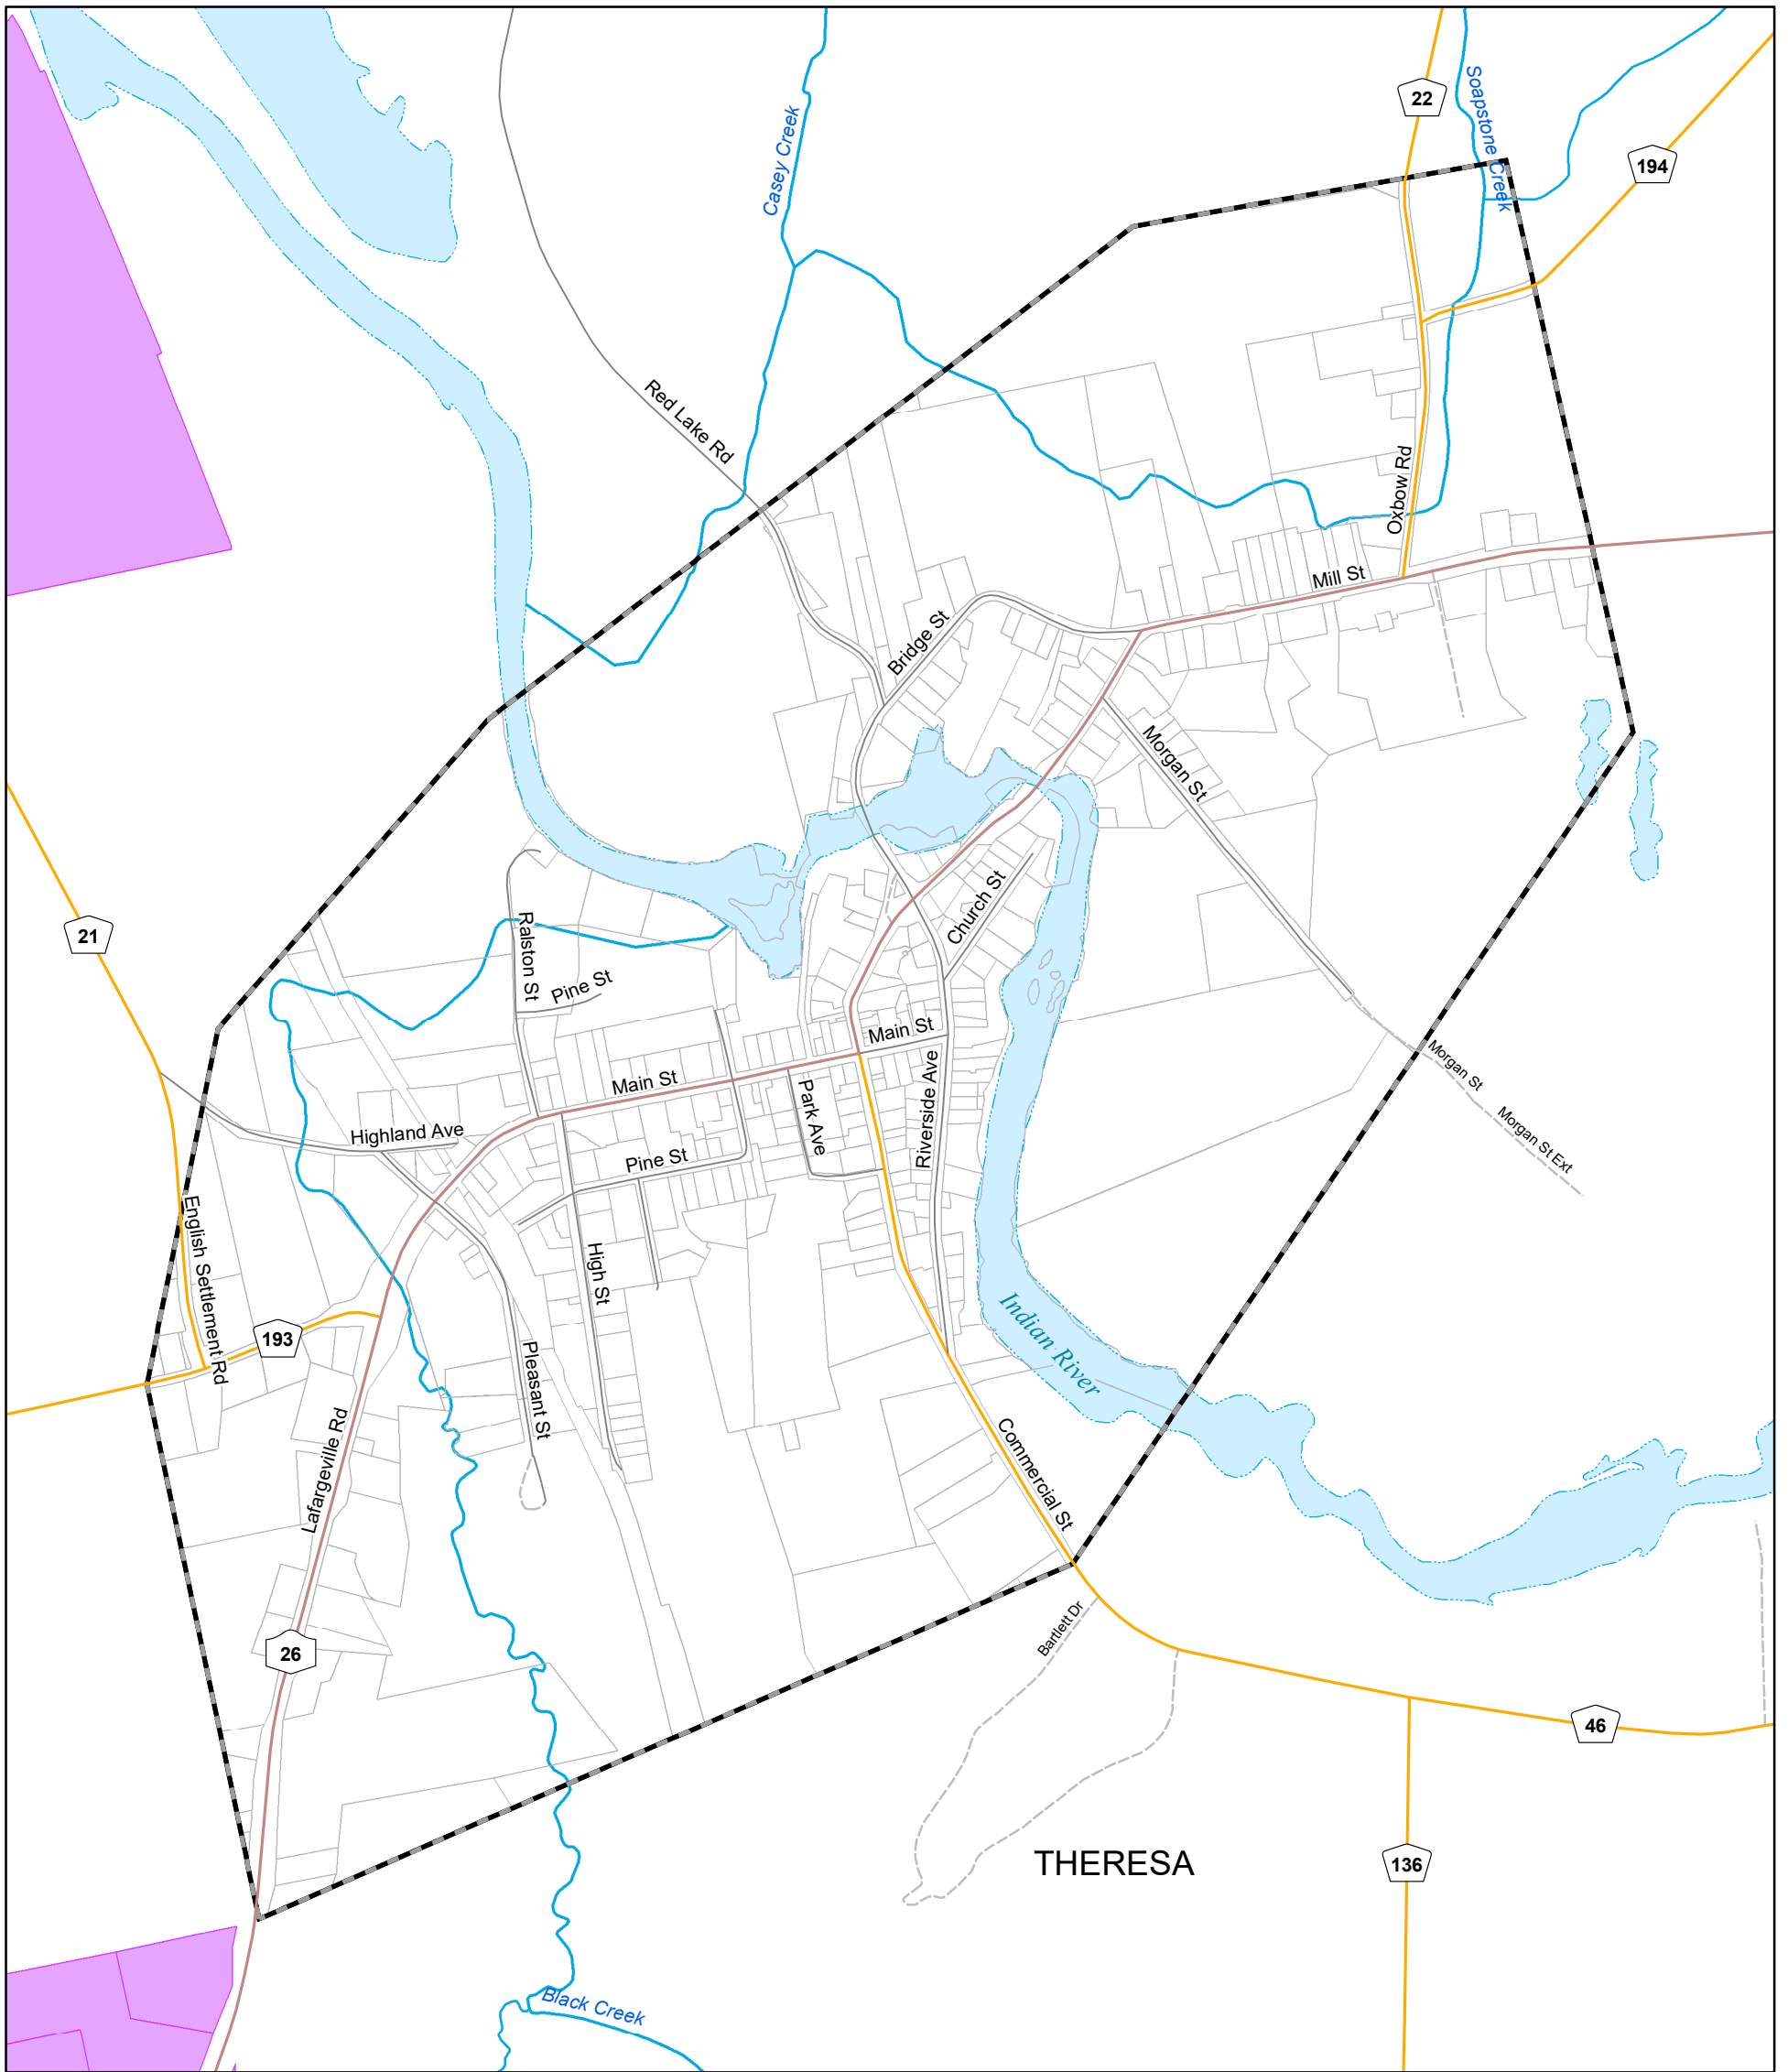 22
Soapstone Creek
Casey Creek
194
Red Lake Rd
Oxbow Rd
Mill St
Bridge St
Morgan St
Church St
21
Ralston St
Pine St
Main St
Main St
Morgan St
Park Ave
Riverside Ave
Highland Ave
Morgan St Ext
Pine St
English Settlement Rd
High St
193
Indian River
Pleasant St
Lafargeville Rd
Commercial St
Bartlett Dr
26
46
THERESA
136
Black Creek